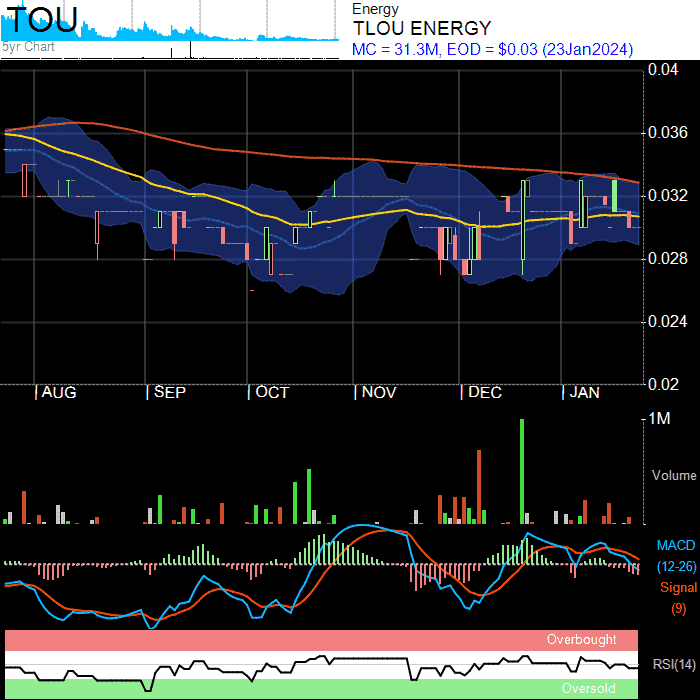 TOU
5yr Chart
Energy
TLOU ENERGY
MC = 31.3M, EOD = $0.03 (23Jan2024)
0.04
0.036
0.032
0.028
0.024
0.02
| AUG | SEP | OCT | NOV | DEC | JAN
1M
Volume
MACD
(12-26)
Signal
(9)
Overbought
RSI(14)
Oversold